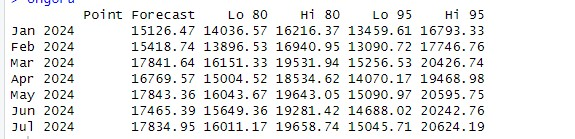 > ongoru
Point Forecast Lo 80 Hi 80 Lo 95 Hi 95
Jan 2024 15126.47 14036.57 16216.37 13459.61 16793.33
Feb 2024 15418.74 13896.53 16940.95 13090.72 17746.76
Mar 2024 17841.64 16151.33 19531.94 15256.53 20426.74
Apr 2024 16769.57 15004.52 18534.62 14070.17 19468.98
May 2024 17843.36 16043.67 19643.05 15090.97 20595.75
Jun 2024 17465.39 15649.36 19281.42 14688.02 20242.76
Jul 2024 17834.95 16011.17 19658.74 15045.71 20624.19